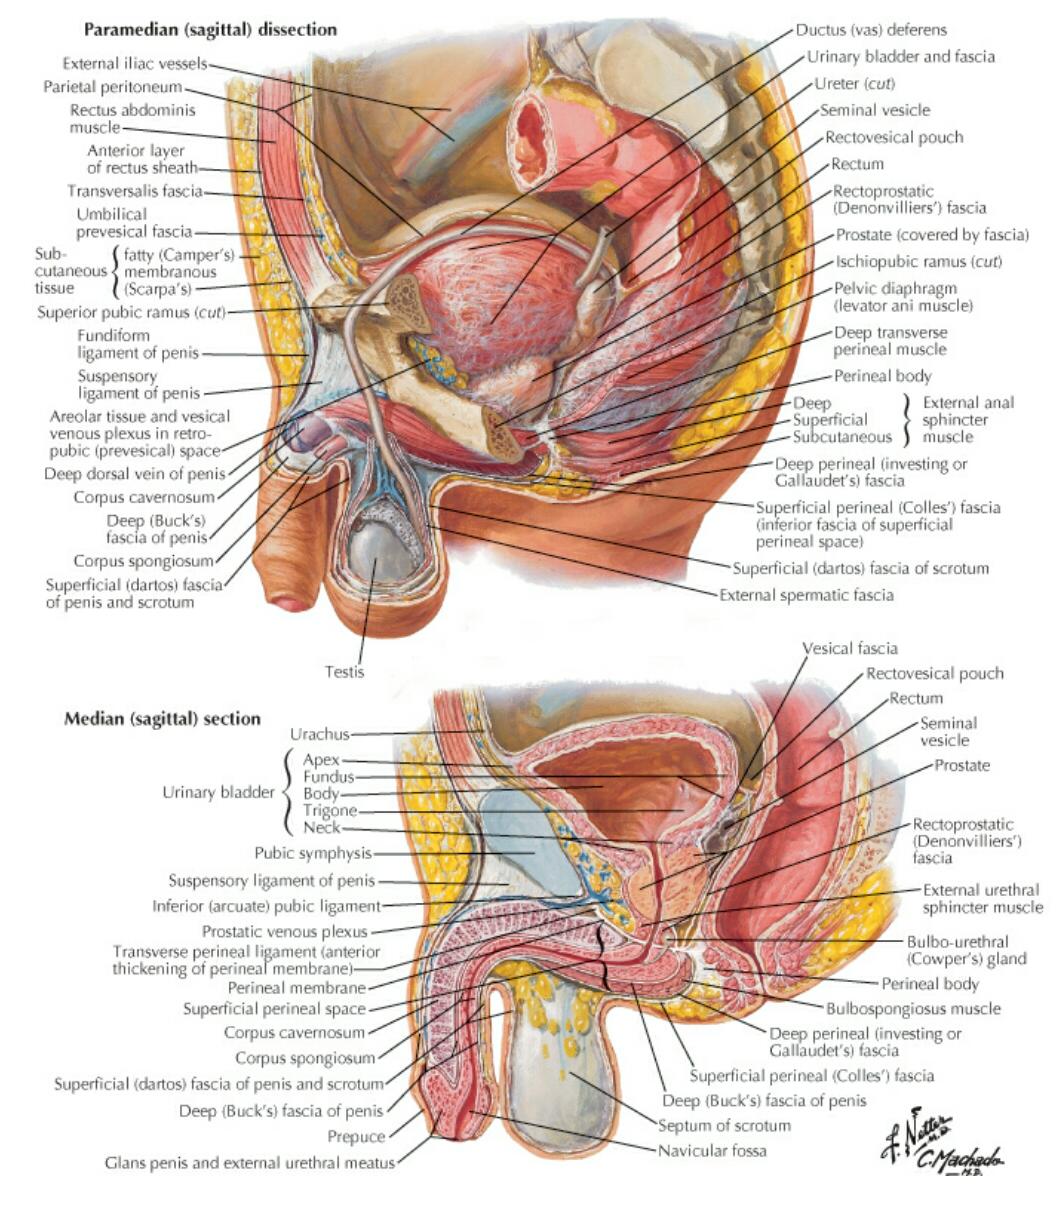 Paramedian (sagittal) dissection
External iliac vessels
Parietal peritoneum
Rectus abdominis
muscle
Anterior layer
of rectus sheath
Transversalis fascia
Umbilical
prevesical fascia
Sub-
cutaneous
tissue
fatty (Camper's)
membranous
(Scarpa's)
Superior pubic ramus (cut)
Fundiform
ligament of penis
Suspensory
ligament of penis
Areolar tissue and vesical
venous plexus in retro-
pubic (prevesical) space
Deep dorsal vein of penis
Corpus cavernosum
Deep (Buck's)
fascia of penis
Corpus spongiosum
Superficial (dartos) fascia
of penis and scrotum
Testis
Ductus (vas) deferens
Urinary bladder and fascia
Ureter (cut)
Seminal vesicle
Rectovesical pouch
Rectum
Rectoprostatic
(Denonvilliers') fascia
Prostate (covered by fascia)
Ischiopubic ramus (cut)
Pelvic diaphragm
(levator ani muscle)
Deep transverse
perineal muscle
Perineal body
Deep
Superficial
Subcutaneous
External anal
sphincter
muscle
Deep perineal (investing or
Gallaudet's) fascia
Superficial perineal (Colles') fascia
(inferior fascia of superficial
perineal space)
Superficial (dartos) fascia of scrotum
External spermatic fascia
Median (sagittal) section
Urachus
Urinary bladder
Apex
Fundus
Body
Trigone
Neck
Pubic symphysis
Suspensory ligament of penis
Inferior (arcuate) pubic ligament
Prostatic venous plexus
Transverse perineal ligament (anterior
thickening of perineal membrane)
Perineal membrane
Superficial perineal space
Corpus cavernosum
Corpus spongiosum
Superficial (dartos) fascia of penis and scrotum
Deep (Buck's) fascia of penis
Prepuce
Glans penis and external urethral meatus
Vesical fascia
Rectovesical pouch
Rectum
Seminal
vesicle
Prostate
Rectoprostatic
(Denonvilliers')
fascia
External urethral
sphincter muscle
Bulbo-urethral
(Cowper's) gland
Perineal body
Bulbospongiosus muscle
Deep perineal (investing or
Gallaudet's) fascia
Superficial perineal (Colles') fascia
Deep (Buck's) fascia of penis
Septum of scrotum
Navicular fossa
F. Netter
M.D.
C. Machado
M.D.